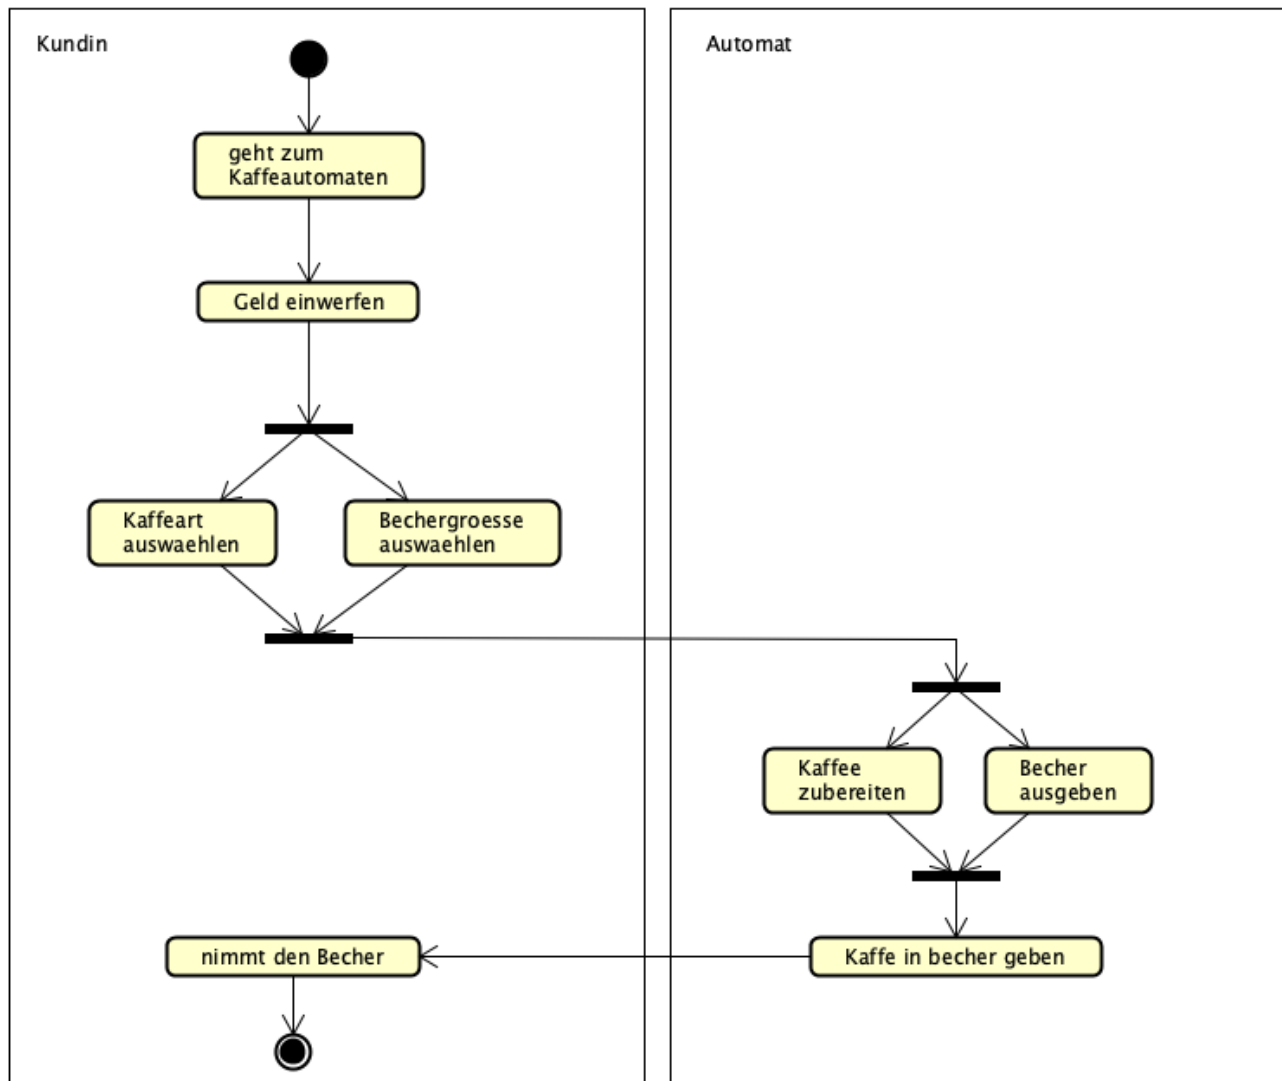 Kundin
Automat
geht zum
Kaffeautomaten
Geld einwerfen
Kaffeart
auswaehlen
Bechergroesse
auswaehlen
Kaffee
zubereiten
Becher
ausgeben
nimmt den Becher
Kaffe in becher geben